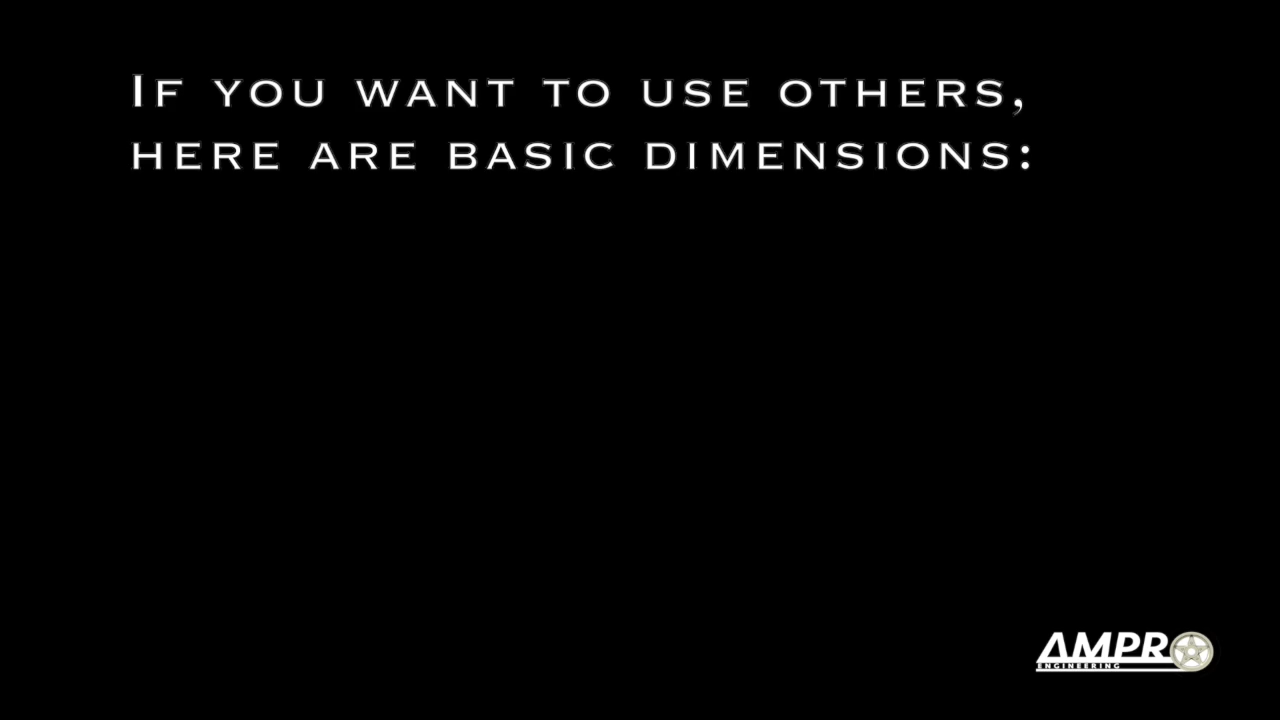 If you want to use others,
here are basic dimensions:
AMPRO
ENGINEERING